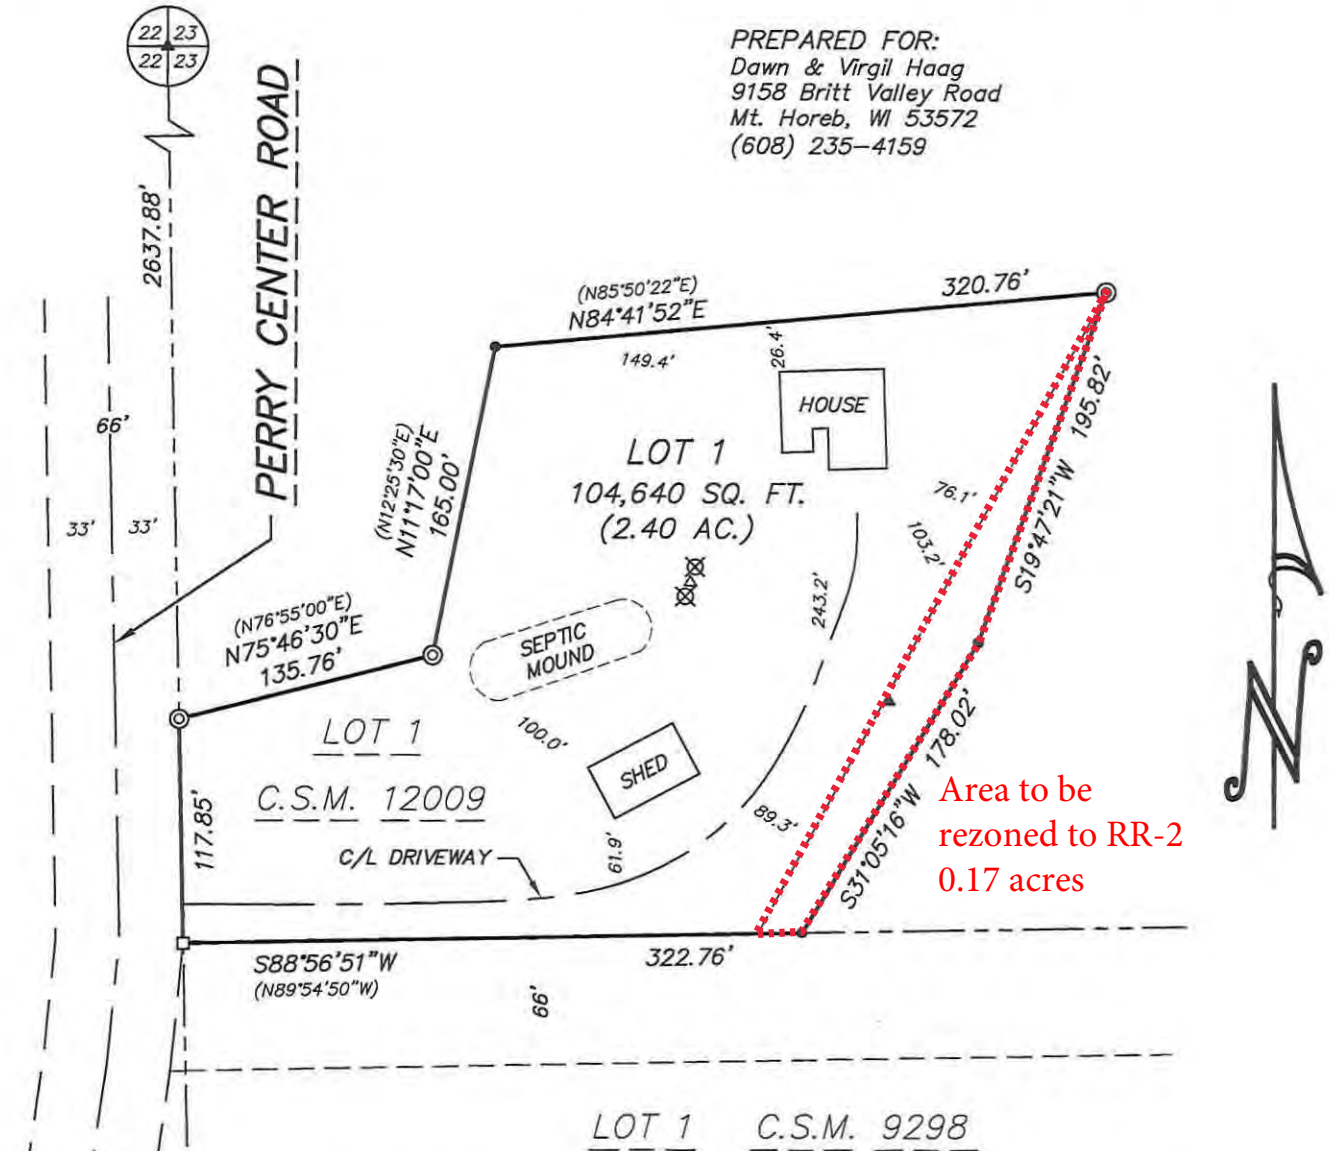 22 23
22 23
PREPARED FOR:
Dawn & Virgil Haag
9158 Britt Valley Road
Mt. Horeb, WI 53572
(608) 235-4159
2637.88'
PERRY CENTER ROAD
66'
33'
33'
(N85°50'22"E)
N84°41'52"E
320.76'
149.4'
26.4'
HOUSE
LOT 1
104,640 SQ. FT.
(2.40 AC.)
(N12°25'30"E)
N11°17'00"E
165.00'
(N76°55'00"E)
N75°46'30"E
135.76'
SEPTIC
MOUND
100.0'
SHED
61.9'
243.2'
76.1'
103.2'
89.3'
S19°47'21"W 195.82'
S31°05'16"W 178.02'
Area to be
rezoned to RR-2
0.17 acres
N
LOT 1
C.S.M. 12009
C/L DRIVEWAY
117.85'
S88°56'51"W
(N89°54'50"W)
322.76'
66'
LOT 1 C.S.M. 9298